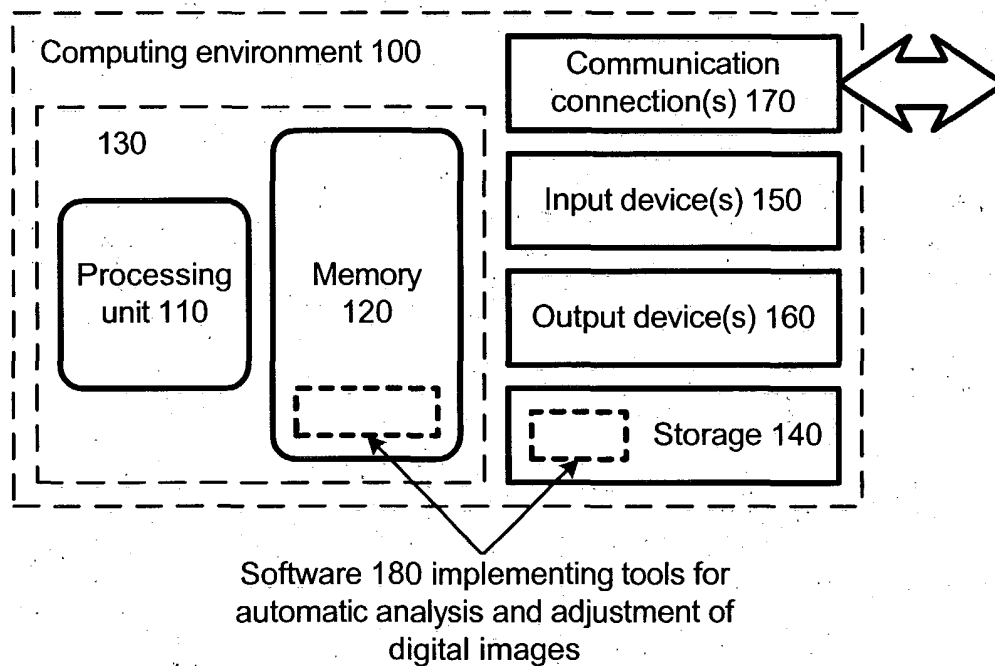 Computing environment 100
130
Processing
unit 110
Memory
120
Communication
connection(s) 170
Input device(s) 150
Output device(s) 160
Storage 140
Software 180 implementing tools for
automatic analysis and adjustment of
digital images